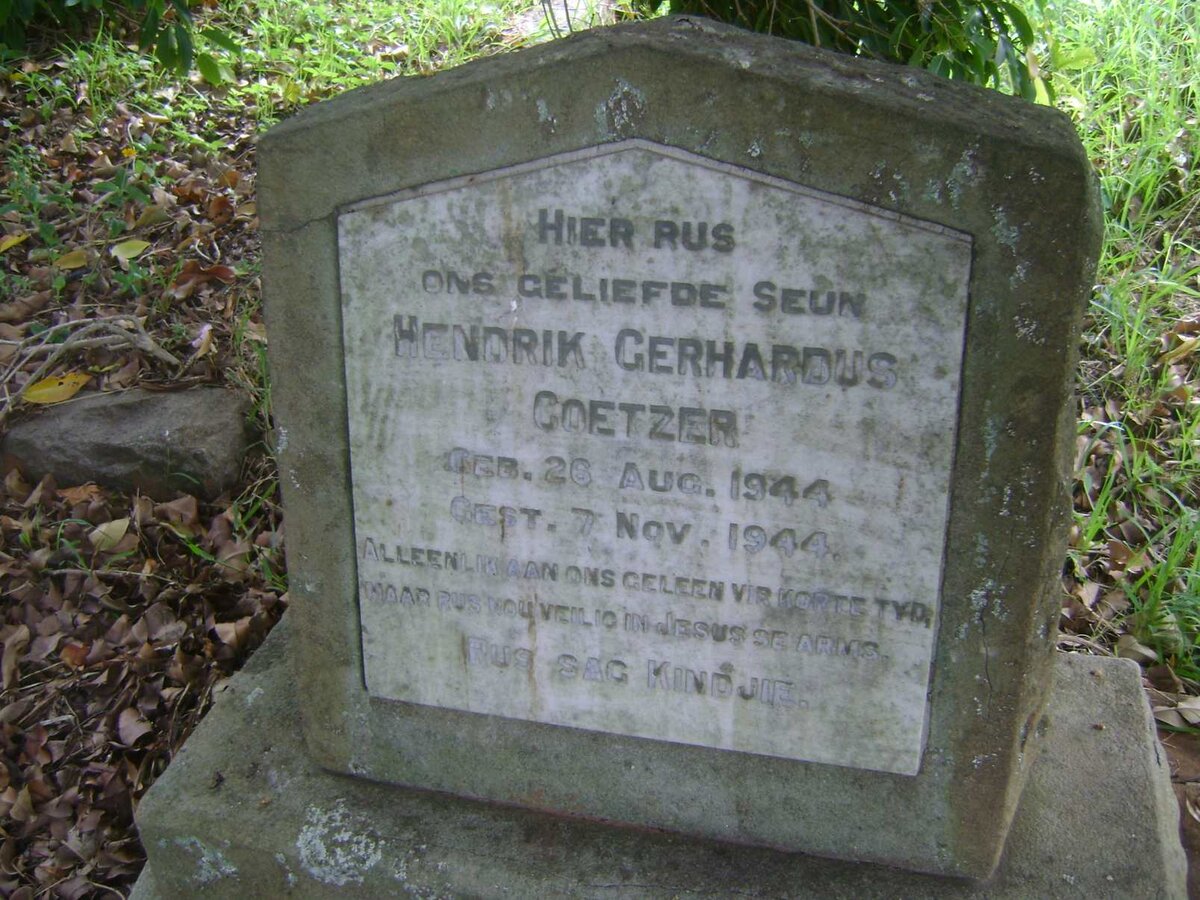 HIER RUS
ONS GELIEFDE SEUN
HENDRIK GERHARDUS
COETZER
GEB. 26 AUG. 1944
GEST. 7 NOV. 1944.
ALLEENLIK AAN ONS GELEEN VIR KORTE TYD,
MAAR RUS NOU VEILIG IN JESUS SE ARMS.
RUS SAG KINDJIE.